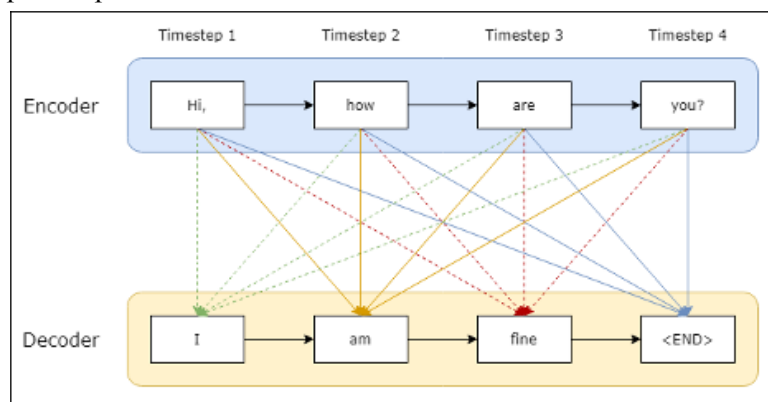 Timestep 1 Timestep 2 Timestep 3 Timestep 4
Encoder Hi, how are you?
Decoder I am fine <END>